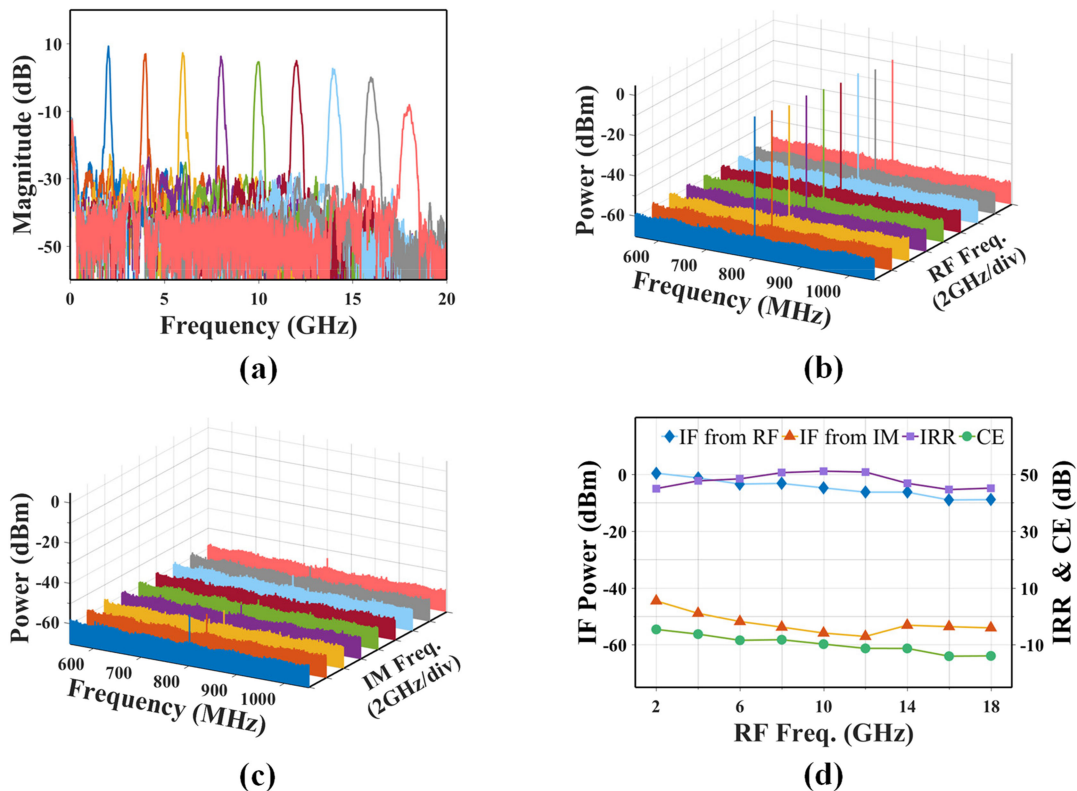 10
-10
-30
-50
Magnitude (dB)
0 5 10 15 20
Frequency (GHz)
(a)
0
-20
-40
-60
Power (dBm)
600 700 800 900 1000
Frequency (MHz)
RF Freq.
(2GHz/div)
(b)
0
-20
-40
-60
Power (dBm)
600 700 800 900 1000
Frequency (MHz)
IM Freq.
(2GHz/div)
(c)
IF from RF IF from IM IRR CE
0
-20
-40
-60
IF Power (dBm)
50
30
10
-10
IRR & CE (dB)
2 6 10 14 18
RF Freq. (GHz)
(d)